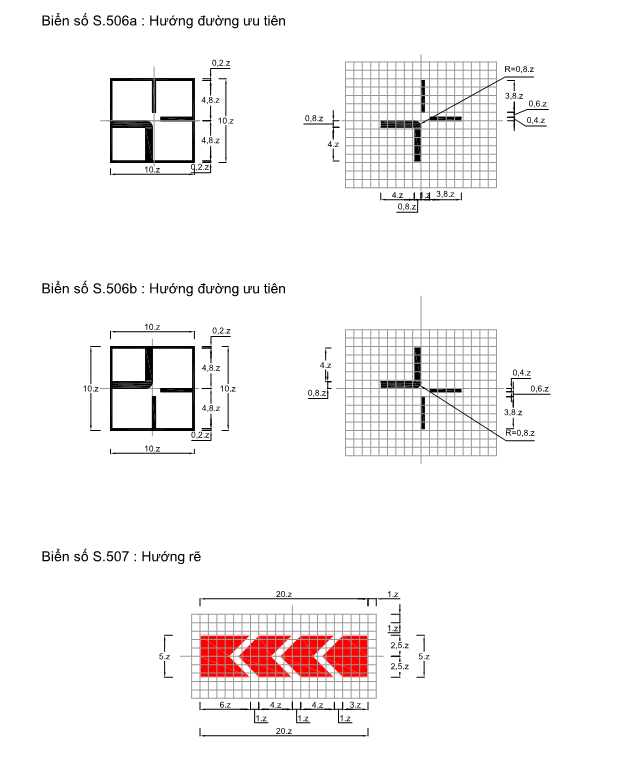 Biển số S.506a : Hướng đường ưu tiên
0,2.z
4,8.z
10.z
4,8.z
10.z
0,2.z
R=0,8.z
3,8.z
0,6.z
0,8.z
0,4.z
4.z
4.z
1.z
3,8.z
0,8.z
Biển số S.506b : Hướng đường ưu tiên
10.z
0,2.z
4,8.z
10.z
10.z
4,8.z
0,2.z
10.z
4.z
0,4.z
0,8.z
0,6.z
3,8.z
R=0,8.z
Biển số S.507 : Hướng rẽ
20.z
1.z
1.z
2,5.z
5.z
5.z
2,5.z
6.z
4.z
4.z
3.z
1.z
1.z
1.z
20.z